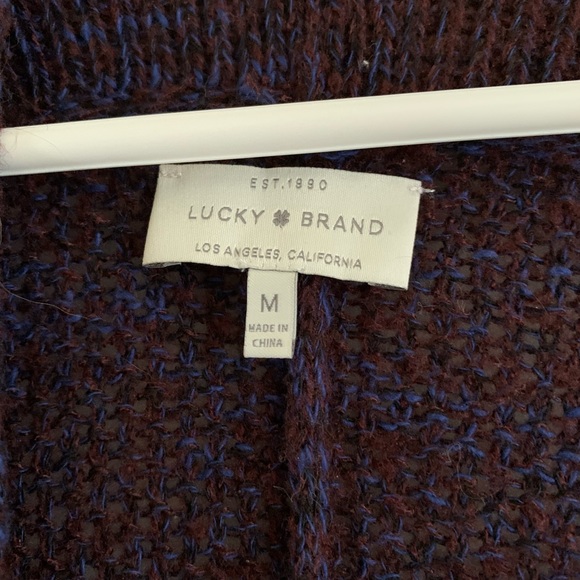 EST.1990
LUCKY BRAND
LOS ANGELES, CALIFORNIA
M
MADE IN
CHINA